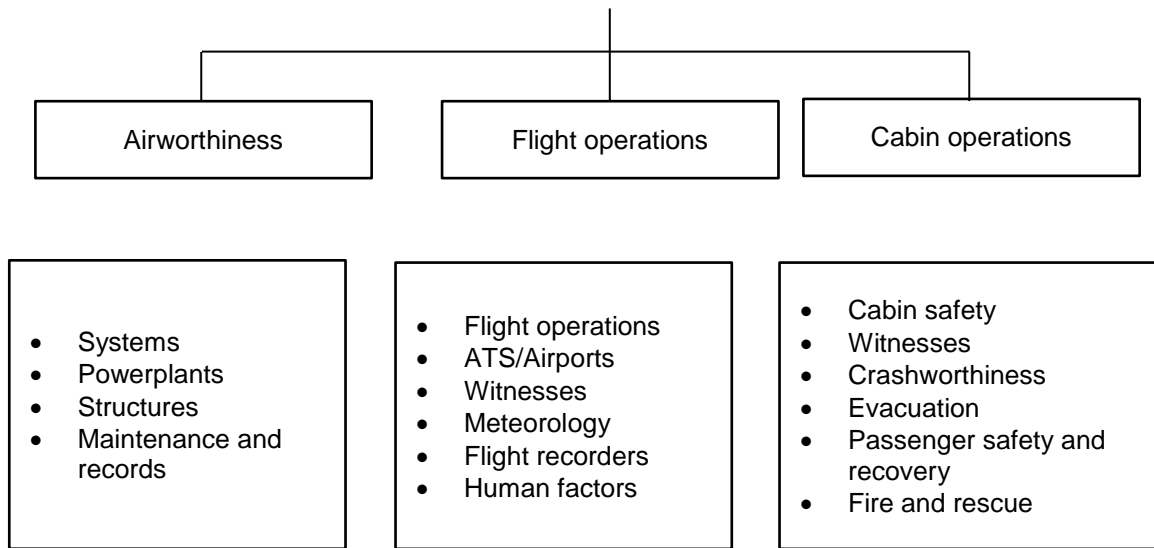 Airworthiness
Flight operations
Cabin operations
• Systems
• Powerplants
• Structures
• Maintenance and
records
• Flight operations
• ATS/Airports
• Witnesses
• Meteorology
• Flight recorders
• Human factors
• Cabin safety
• Witnesses
• Crashworthiness
• Evacuation
• Passenger safety and
recovery
• Fire and rescue